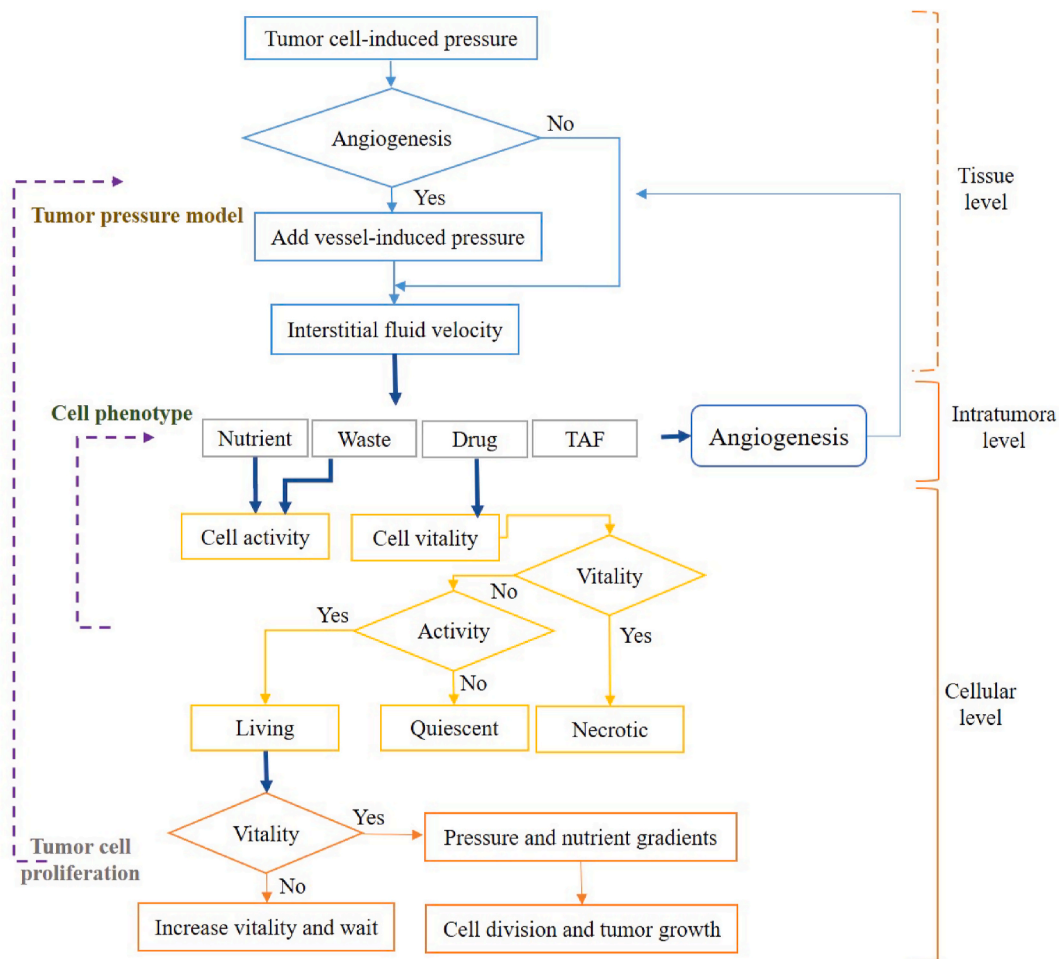 Tumor cell-induced pressure
Angiogenesis
No
Yes
Tumor pressure model
Add vessel-induced pressure
Interstitial fluid velocity
Tissue
level
Cell phenotype
Nutrient
Waste
Drug
TAF
Angiogenesis
Intratumora
level
Cell activity
Cell vitality
Vitality
No
Yes
Activity
Yes
No
Living
Quiescent
Necrotic
Cellular
level
Vitality
Yes
Pressure and nutrient gradients
Tumor cell
proliferation
No
Increase vitality and wait
Cell division and tumor growth